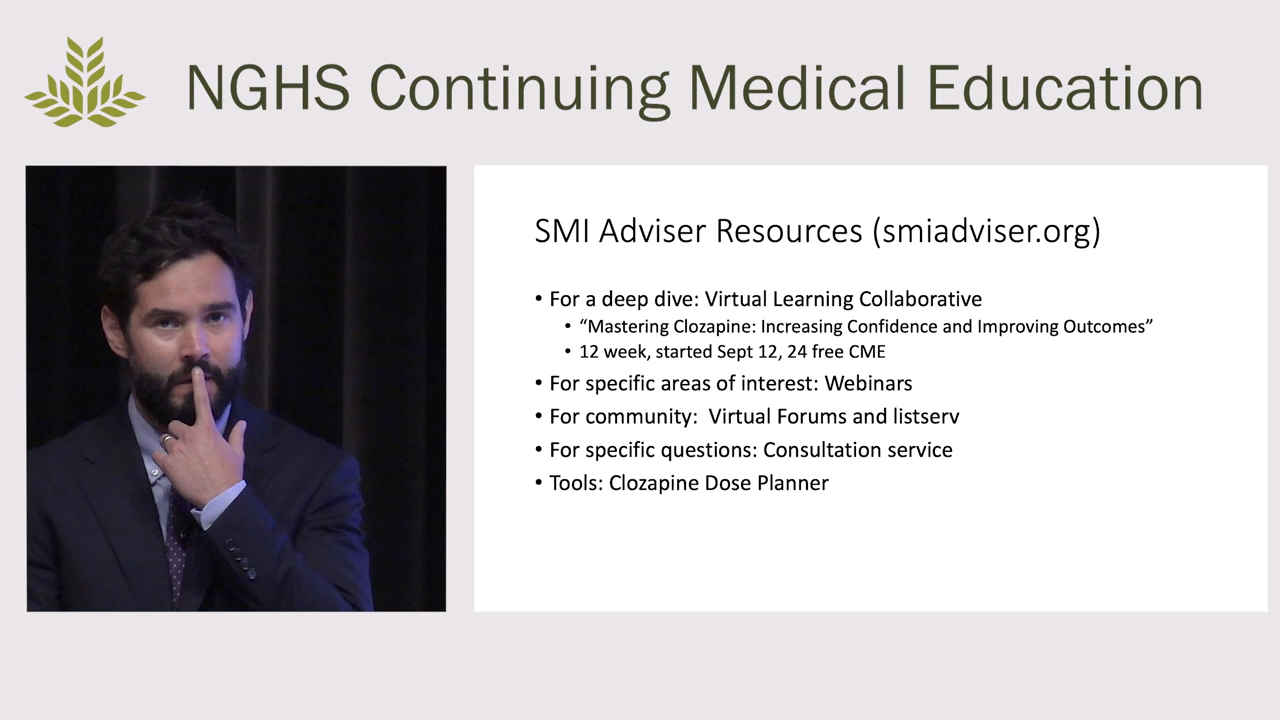 NGHS Continuing Medical Education
SMI Adviser Resources (smiadviser.org)
• For a deep dive: Virtual Learning Collaborative
• “Mastering Clozapine: Increasing Confidence and Improving Outcomes”
• 12 week, started Sept 12, 24 free CME
• For specific areas of interest: Webinars
• For community:  Virtual Forums and listserv
• For specific questions: Consultation service
• Tools: Clozapine Dose Planner